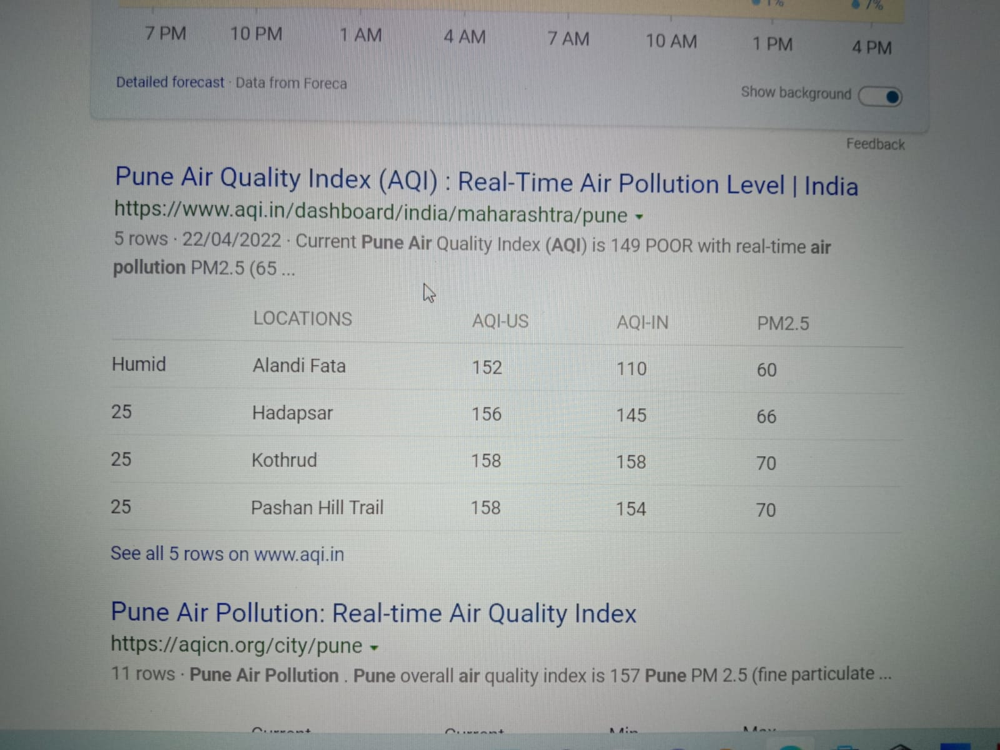 1%
7%
7 PM 10 PM 1 AM 4 AM 7 AM 10 AM 1 PM 4 PM
Detailed forecast · Data from Foreca
Show background
Feedback
Pune Air Quality Index (AQI) : Real-Time Air Pollution Level | India
https://www.aqi.in/dashboard/india/maharashtra/pune
5 rows · 22/04/2022 · Current Pune Air Quality Index (AQI) is 149 POOR with real-time air
pollution PM2.5 (65 ...
LOCATIONS AQI-US AQI-IN PM2.5
Humid Alandi Fata 152 110 60
25 Hadapsar 156 145 66
25 Kothrud 158 158 70
25 Pashan Hill Trail 158 154 70
See all 5 rows on www.aqi.in
Pune Air Pollution: Real-time Air Quality Index
https://aqicn.org/city/pune
11 rows · Pune Air Pollution . Pune overall air quality index is 157 Pune PM 2.5 (fine particulate ...